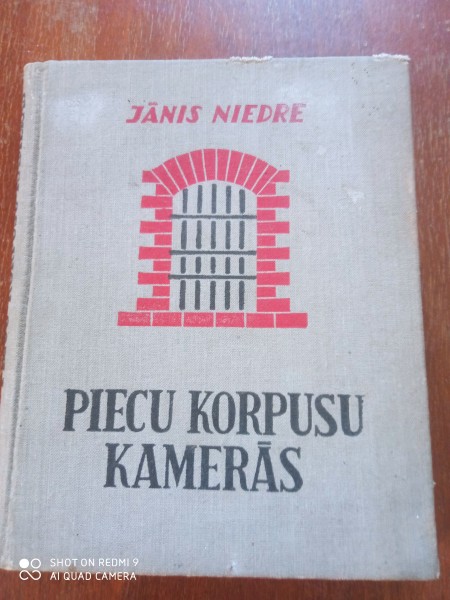 JĀNIS NIEDRE
PIECU KORPUSU
KAMERĀS
SHOT ON REDMI 9
AI QUAD CAMERA